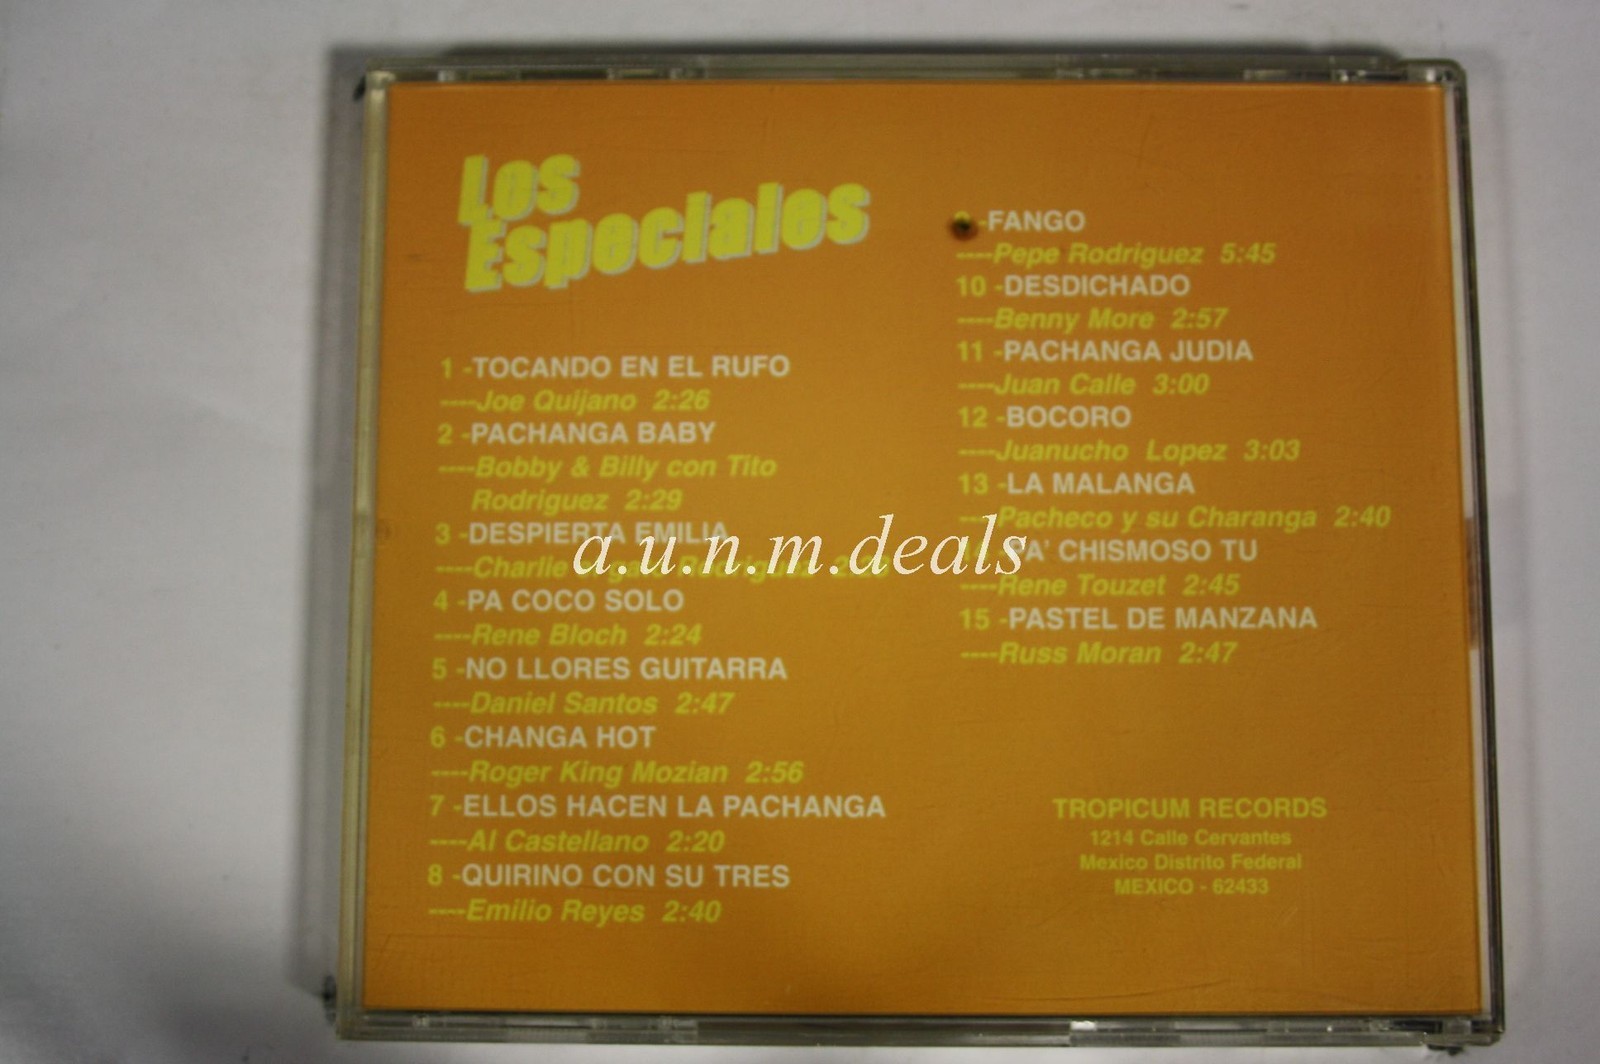 Los
Especiales
1 -TOCANDO EN EL RUFO
----Joe Quijano 2:26
2 -PACHANGA BABY
----Bobby & Billy con Tito
Rodriguez 2:29
3 -DESPIERTA EMILIA
----Charlie
4 -PA COCO SOLO
----Rene Bloch 2:24
5 -NO LLORES GUITARRA
----Daniel Santos 2:47
6 -CHANGA HOT
----Roger King Mozian 2:56
7 -ELLOS HACEN LA PACHANGA
----Al Castellano 2:20
8 -QUIRINO CON SU TRES
----Emilio Reyes 2:40
-FANGO
----Pepe Rodriguez 5:45
10 -DESDICHADO
----Benny More 2:57
11 -PACHANGA JUDIA
----Juan Calle 3:00
12 -BOCORO
----Juanucho Lopez 3:03
13 -LA MALANGA
----Pacheco y su Charanga 2:40
CHISMOSO TU
----Rene Touzet 2:45
15 -PASTEL DE MANZANA
----Russ Moran 2:47
TROPICUM RECORDS
1214 Calle Cervantes
Mexico Distrito Federal
MEXICO - 62433
a.u.n.m.deals